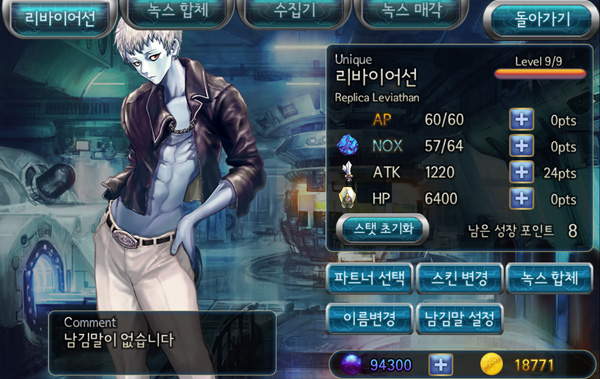 리바이어선
녹스 합체
수집기
녹스 매각
돌아가기
Unique
리바이어선
Level 9/9
Replica Leviathan
AP 60/60 0pts
NOX 57/64 0pts
ATK 1220 24pts
HP 6400 0pts
스탯 초기화
남은 성장 포인트 8
파트너 선택
스킨 변경
녹스 합체
이름변경
남김말 설정
Comment
남김말이 없습니다
94300
18771